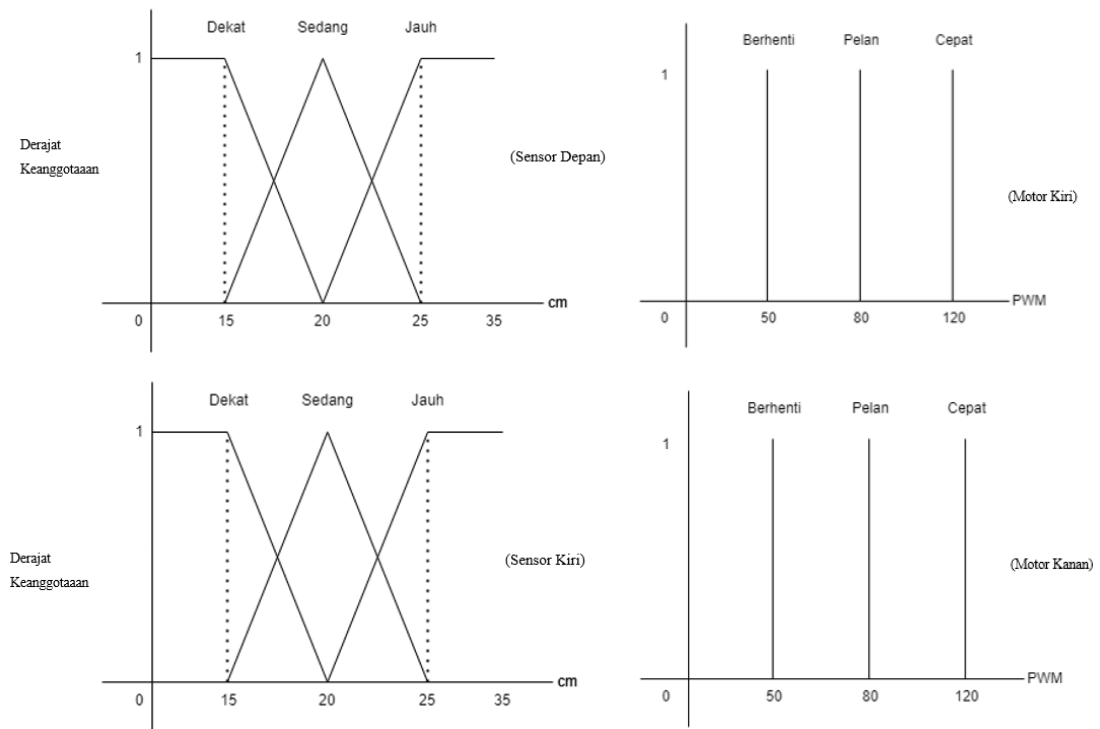 Dekat Sedang Jauh
1
Derajat
Keanggotaaan
(Sensor Depan)
cm
0 15 20 25 35
Berhenti Pelan Cepat
1
(Motor Kiri)
PWM
0 50 80 120
Dekat Sedang Jauh
1
Derajat
Keanggotaaan
(Sensor Kiri)
cm
0 15 20 25 35
Berhenti Pelan Cepat
1
(Motor Kanan)
PWM
0 50 80 120